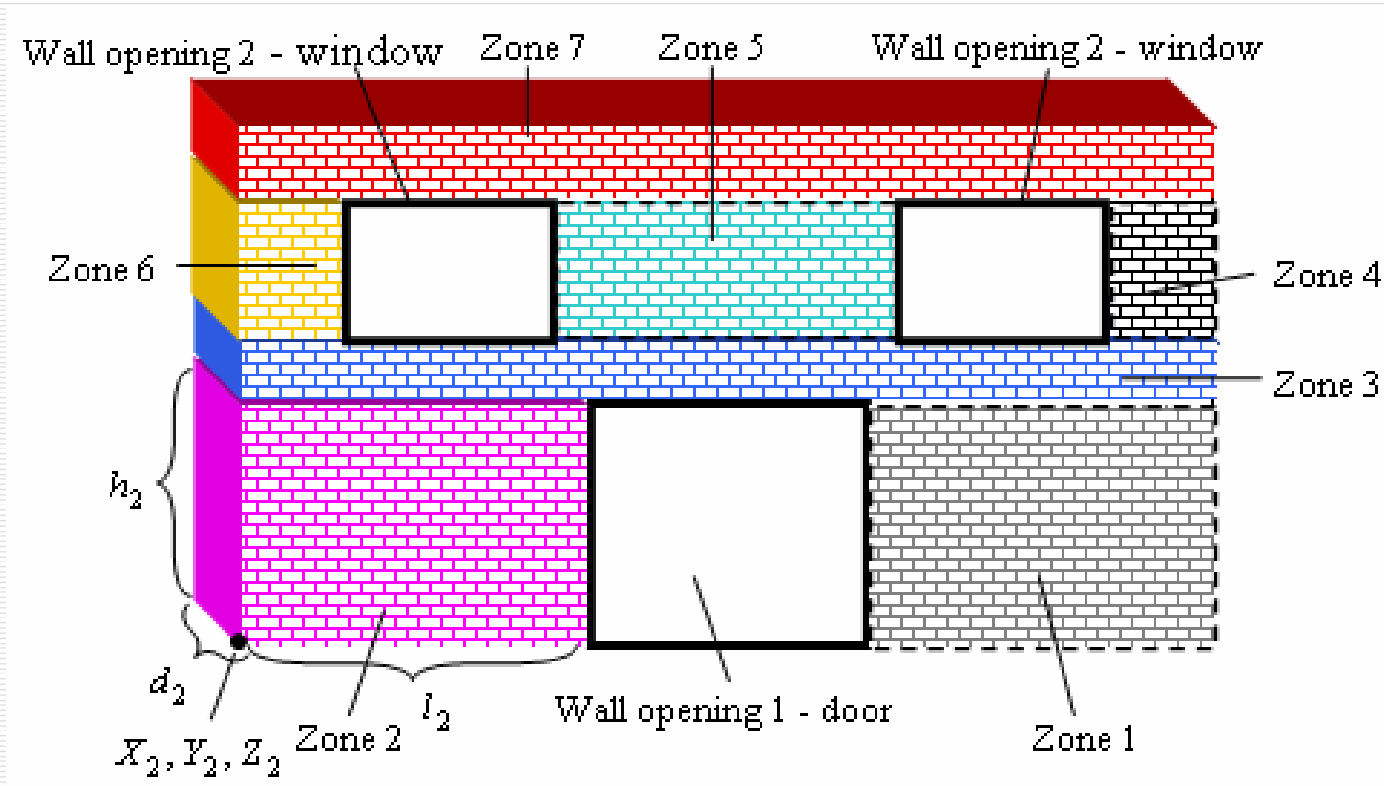 Wall opening 2 - window
Zone 7
Zone 5
Wall opening 2 - window
Zone 6
Zone 4
Zone 3
h2
d2
l2
X2, Y2, Z2
Zone 2
Wall opening 1 - door
Zone 1